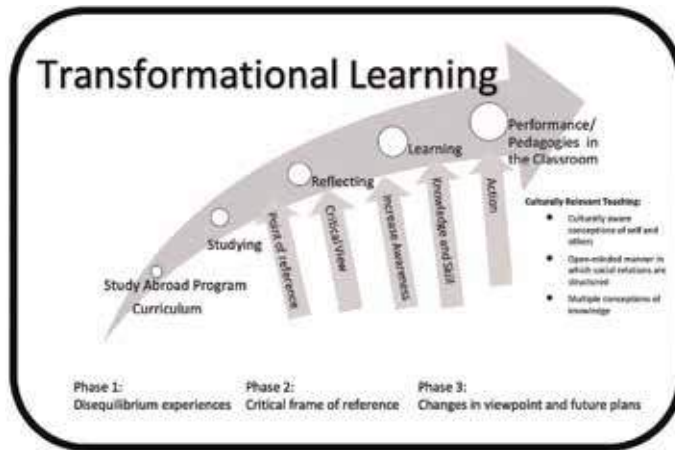 Transformational Learning
Performance/
Pedagogies in
the Classroom
Learning
Reflecting
Studying
Study Abroad Program
Curriculum
Point of reference
Critical View
Increase Awareness
Knowledge and Skill
Action
Culturally Relevant Teaching:
• Culturally aware
conceptions of self and
others
• Open-minded manner in
which social relations are
structured
• Multiple conceptions of
knowledge
Phase 1:
Disequilibrium experiences
Phase 2:
Critical frame of reference
Phase 3:
Changes in viewpoint and future plans